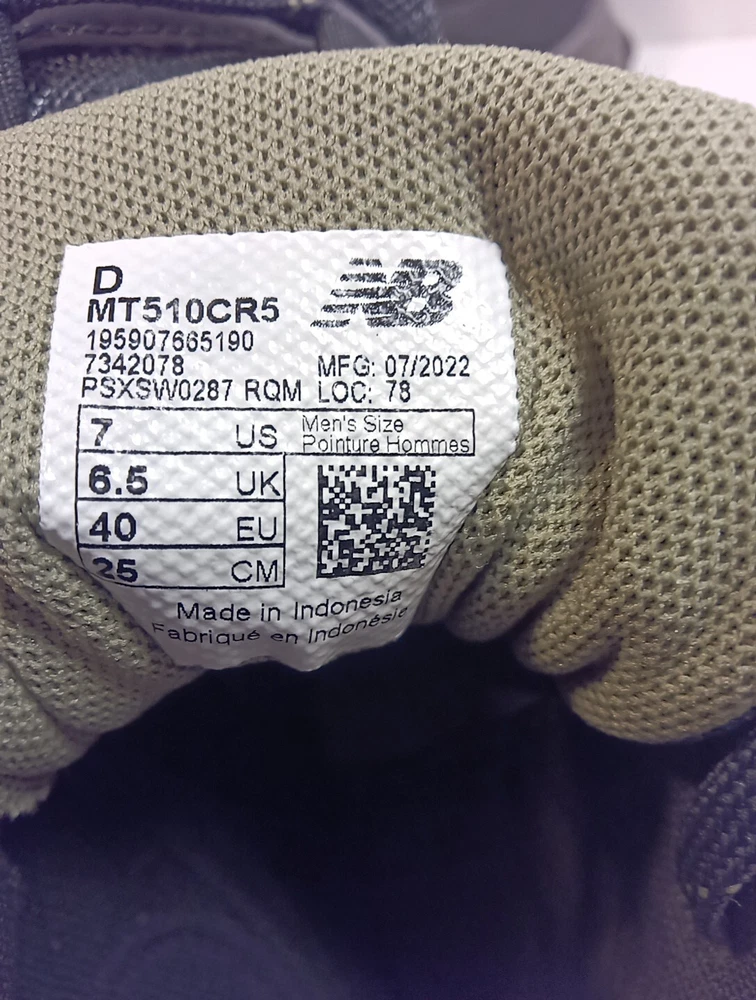 D
NB
MT510CR5
195907665190
7342078
MFG: 07/2022
PSXSW0287 RQM LOC: 78
7 US
Men's Size
Pointure Hommes
6.5 UK
40 EU
25 CM
Made in Indonesia
Fabriqué en Indonésie